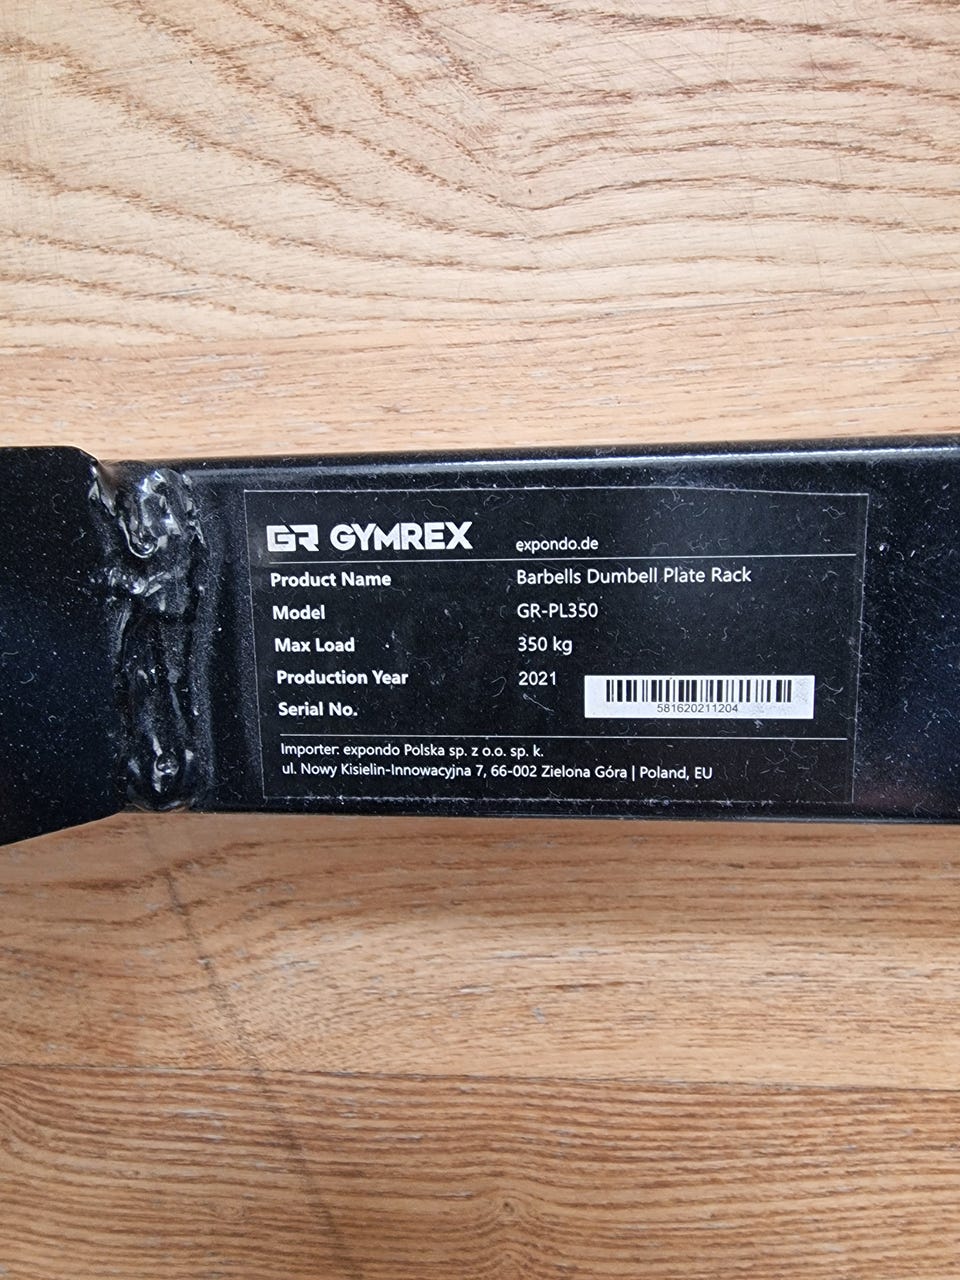 GR GYMREX expondo.de
Product Name Barbells Dumbell Plate Rack
Model GR-PL350
Max Load 350 kg
Production Year 2021
Serial No. 581620211204
Importer: expondo Polska sp. z o.o. sp. k.
ul. Nowy Kisielin-Innowacyjna 7, 66-002 Zielona Góra | Poland, EU